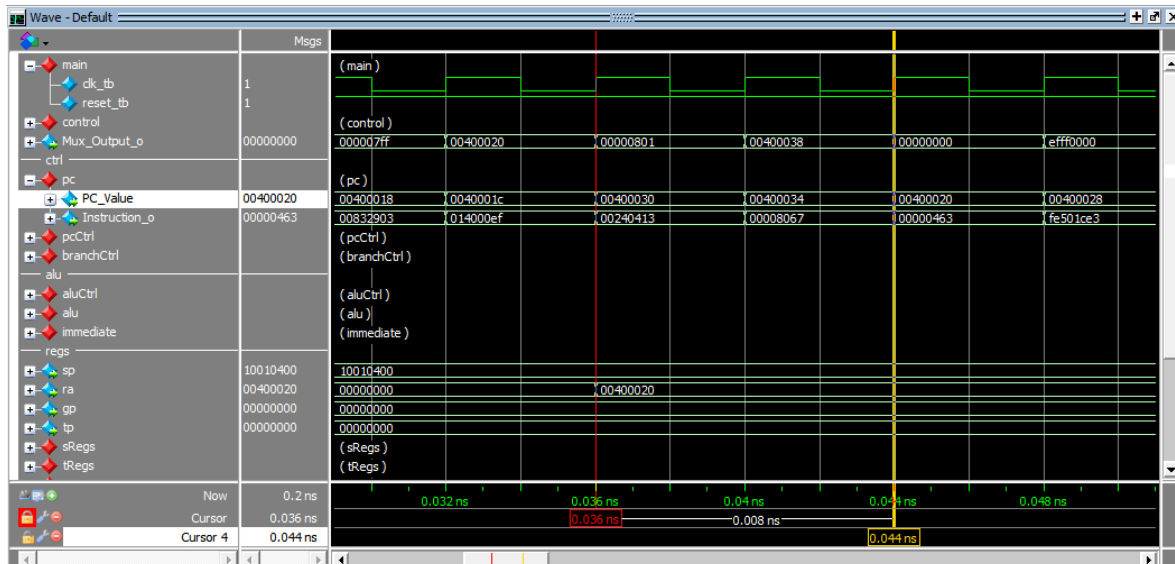 Wave - Default
Msgs
main (main)
clk_tb 1
reset_tb 1
control (control)
Mux_Output_o 00000000 000007ff 00400020 00000801 00400038 00000000 efff0000
ctrl
pc (pc)
PC_Value 00400020 00400018 0040001c 00400030 00400034 00400020 00400028
Instruction_o 00000463 00832903 014000ef 00240413 00008067 00000463 fe501ce3
pcCtrl (pcCtrl)
branchCtrl (branchCtrl)
alu
aluCtrl (aluCtrl)
alu (alu)
immediate (immediate)
regs
sp 10010400 10010400
ra 00400020 00000000 00400020
gp 00000000 00000000
tp 00000000 00000000
sRegs (sRegs)
tRegs (tRegs)
Now 0.2 ns 0.032 ns 0.036 ns 0.04 ns 0.044 ns 0.048 ns
Cursor 0.036 ns 0.036 ns 0.008 ns
Cursor 4 0.044 ns 0.044 ns